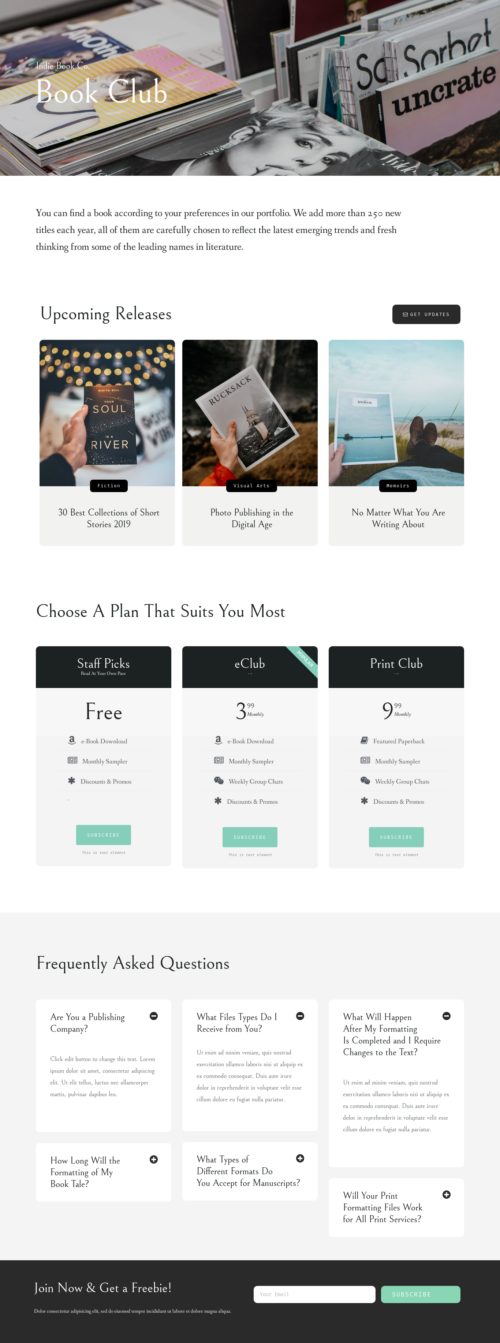 Indie Book Co.
Book Club
Sorbet
uncrate
You can find a book according to your preferences in our portfolio. We add more than 250 new
titles each year, all of them are carefully chosen to reflect the latest emerging trends and fresh
thinking from some of the leading names in literature.
Upcoming Releases
GET UPDATES
SOUL
RIVER
RUCKSACK
Fiction
Visual Arts
Memoirs
30 Best Collections of Short
Stories 2019
Photo Publishing in the
Digital Age
No Matter What You Are
Writing About
Choose A Plan That Suits You Most
Staff Picks
Read At Your Own Pace
Free
e-Book Download
Monthly Sampler
Discounts & Promos
SUBSCRIBE
This is text element
eClub
3 99
Monthly
e-Book Download
Monthly Sampler
Weekly Group Chats
Discounts & Promos
SUBSCRIBE
This is text element
Print Club
9 99
Monthly
Featured Paperback
Monthly Sampler
Weekly Group Chats
Discounts & Promos
SUBSCRIBE
This is text element
Frequently Asked Questions
Are You a Publishing
Company?
Click edit button to change this text. Lorem
ipsum dolor sit amet, consectetur adipiscing
elit. Ut elit tellus, luctus nec ullamcorper
mattis, pulvinar dapibus leo.
How Long Will the
Formatting of My
Book Take?
What Files Types Do I
Receive from You?
Ut enim ad minim veniam, quis nostrud
exercitation ullamco laboris nisi ut aliquip ex
ea commodo consequat. Duis aute irure
dolor in reprehenderit in voluptate velit esse
cillum dolore eu fugiat nulla pariatur.
What Types of
Different Formats Do
You Accept for Manuscripts?
What Will Happen
After My Formatting
Is Completed and I Require
Changes to the Text?
Ut enim ad minim veniam, quis nostrud
exercitation ullamco laboris nisi ut aliquip ex
ea commodo consequat. Duis aute irure
dolor in reprehenderit in voluptate velit esse
cillum dolore eu fugiat nulla pariatur.
Will Your Print
Formatting Files Work
for All Print Services?
Join Now & Get a Freebie!
Dolor consectetur adipiscing elit, sed do eiusmod tempor incididunt ut labore et dolore magna aliqua.
Your Email
SUBSCRIBE